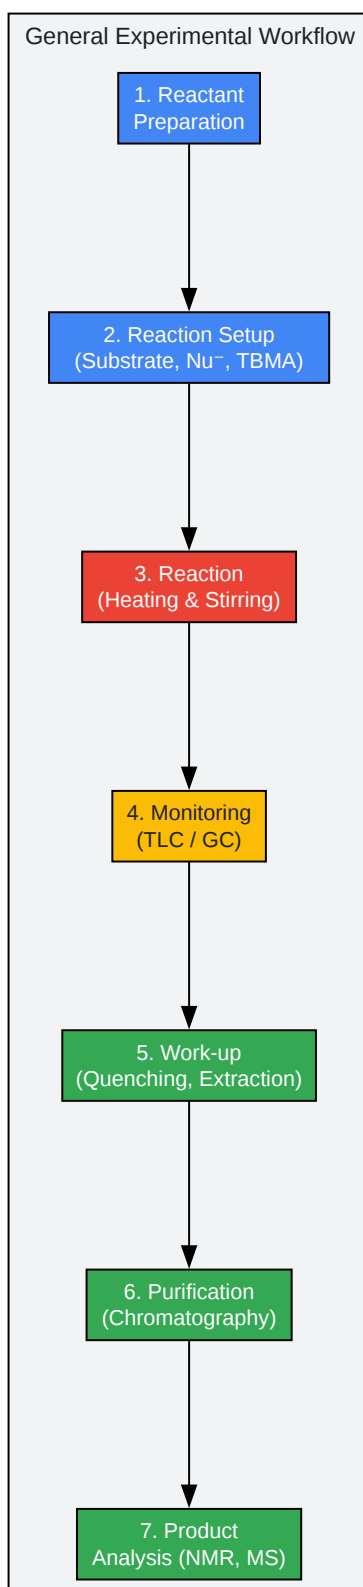 General Experimental Workflow
1. Reactant
Preparation
2. Reaction Setup
(Substrate, Nu⁻, TBMA)
3. Reaction
(Heating & Stirring)
4. Monitoring
(TLC / GC)
5. Work-up
(Quenching, Extraction)
6. Purification
(Chromatography)
7. Product
Analysis (NMR, MS)